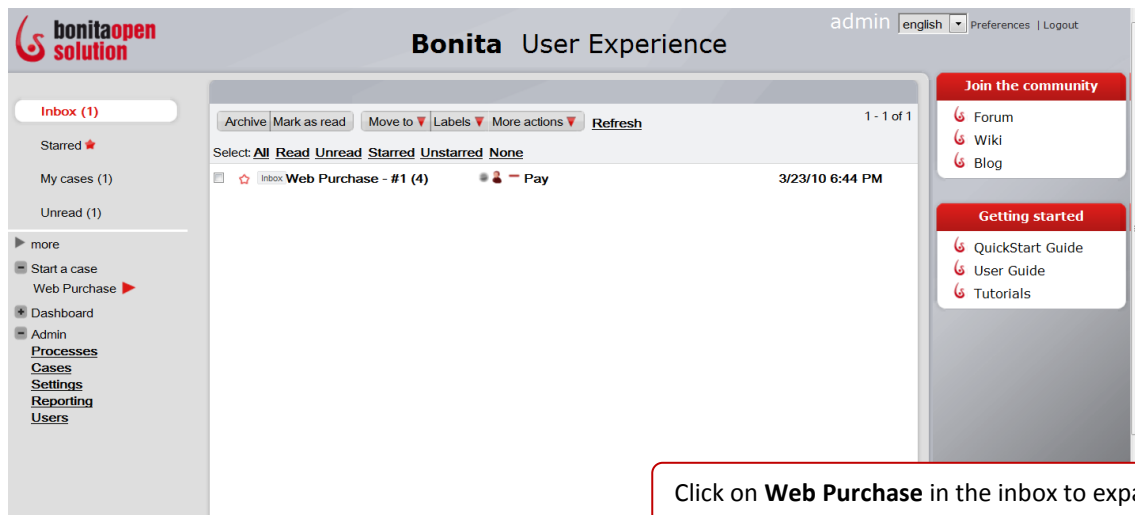 bonitaopen
solution
Bonita User Experience
admin english Preferences | Logout
Inbox (1)
Starred
My cases (1)
Unread (1)
more
Start a case
Web Purchase
Dashboard
Admin
Processes
Cases
Settings
Reporting
Users
Archive Mark as read Move to Labels More actions Refresh 1 - 1 of 1
Select: All Read Unread Starred Unstarred None
Inbox Web Purchase - #1 (4) Pay 3/23/10 6:44 PM
Join the community
Forum
Wiki
Blog
Getting started
QuickStart Guide
User Guide
Tutorials
Click on Web Purchase in the inbox to